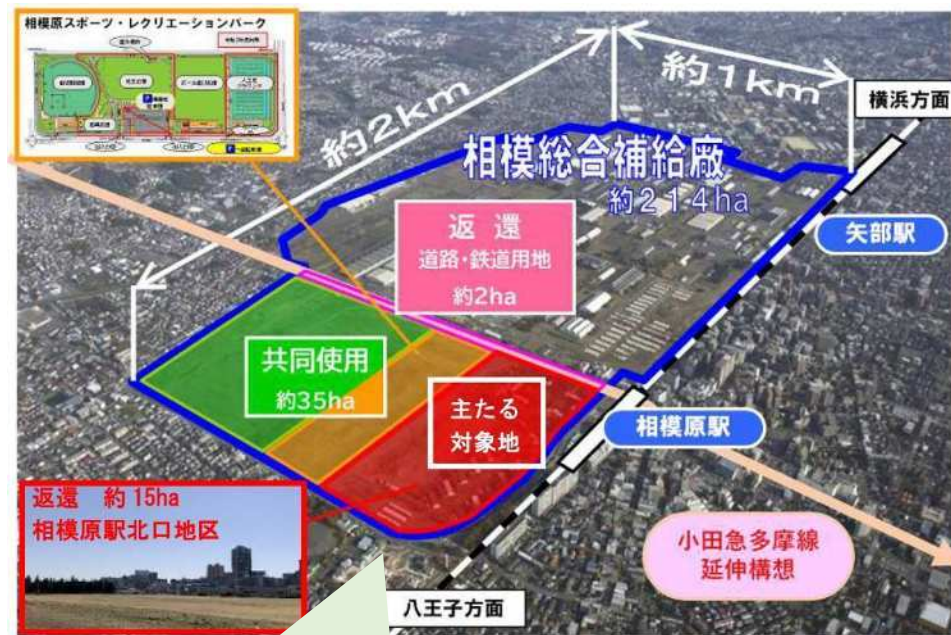 相模原スポーツ・レクリエーションパーク
約2km
約1km
横浜方面
相模総合補給廠
約214ha
返還
道路・鉄道用地
約2ha
矢部駅
共同使用
約35ha
主たる
対象地
相模原駅
返還 約15ha
相模原駅北口地区
小田急多摩線
延伸構想
八王子方面